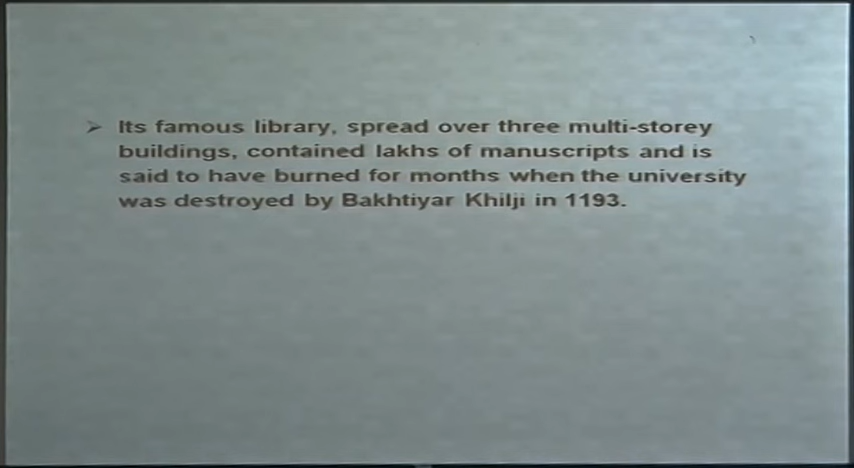 ➢ Its famous library, spread over three multi-storey
buildings, contained lakhs of manuscripts and is
said to have burned for months when the university
was destroyed by Bakhtiyar Khilji in 1193.